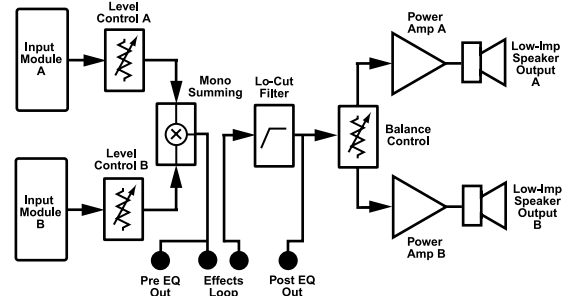 Input
Module
A
Level
Control A
Mono
Summing
Lo-Cut
Filter
Power
Amp A
Low-Imp
Speaker
Output
A
Balance
Control
Input
Module
B
Level
Control B
Power
Amp B
Low-Imp
Speaker
Output
B
Pre EQ
Out
Effects
Loop
Post EQ
Out